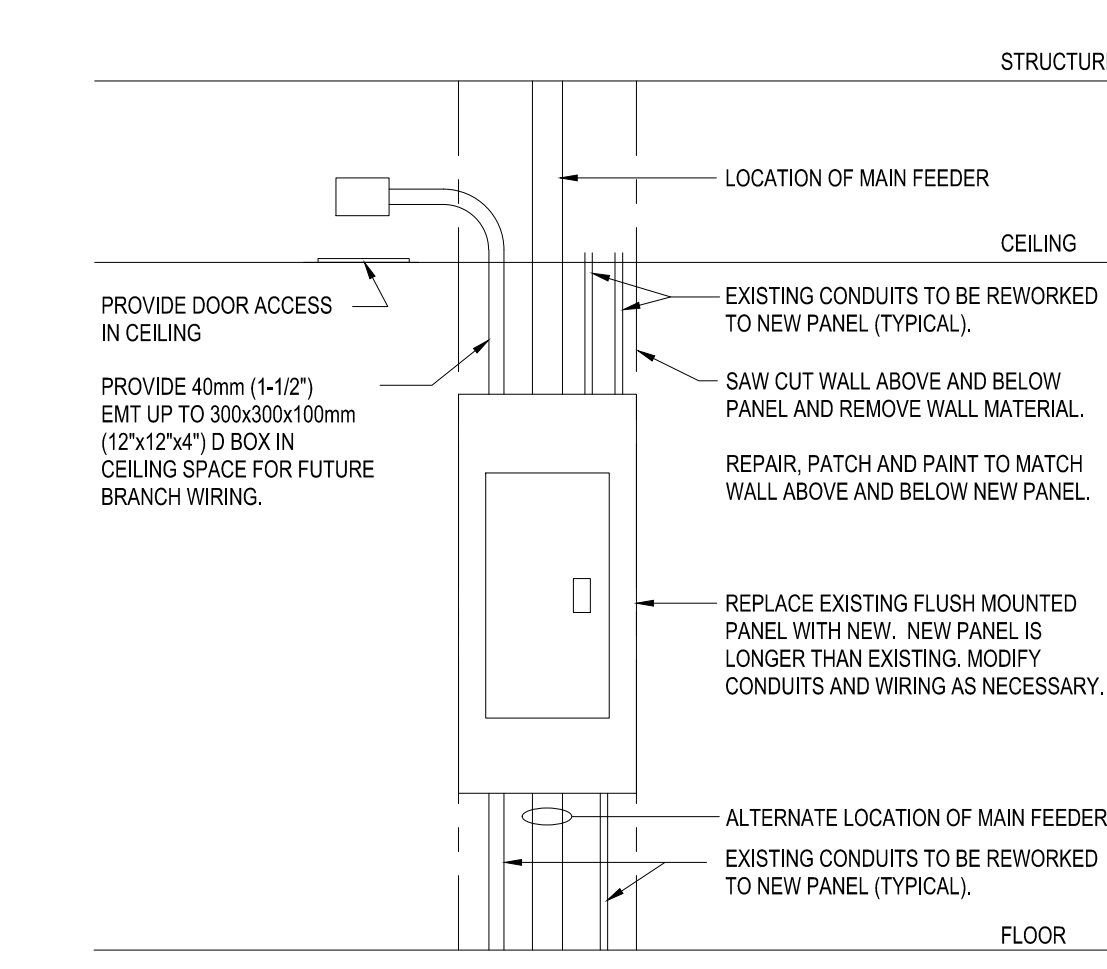 STRUCTURE
LOCATION OF MAIN FEEDER
CEILING
PROVIDE DOOR ACCESS
IN CEILING
EXISTING CONDUITS TO BE REWORKED
TO NEW PANEL (TYPICAL).
PROVIDE 40mm (1-1/2")
EMT UP TO 300x300x100mm
(12"x12"x4") D BOX IN
CEILING SPACE FOR FUTURE
BRANCH WIRING.
SAW CUT WALL ABOVE AND BELOW
PANEL AND REMOVE WALL MATERIAL.
REPAIR, PATCH AND PAINT TO MATCH
WALL ABOVE AND BELOW NEW PANEL.
REPLACE EXISTING FLUSH MOUNTED
PANEL WITH NEW.  NEW PANEL IS
LONGER THAN EXISTING. MODIFY
CONDUITS AND WIRING AS NECESSARY.
ALTERNATE LOCATION OF MAIN FEEDER
EXISTING CONDUITS TO BE REWORKED
TO NEW PANEL (TYPICAL).
FLOOR